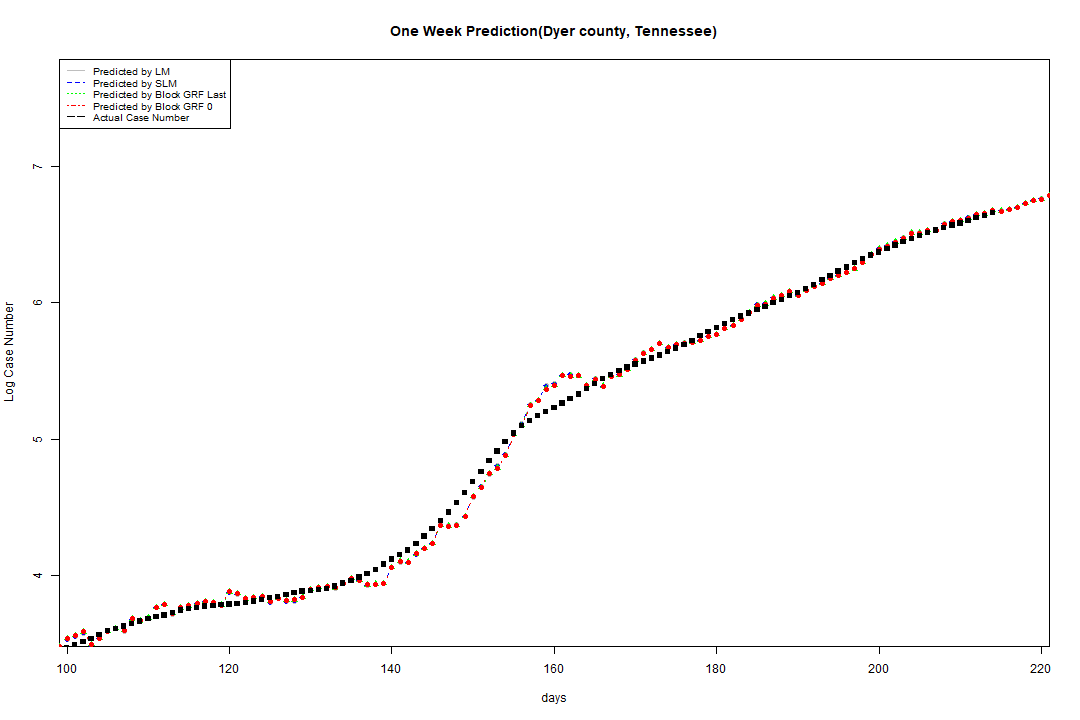 One Week Prediction(Dyer county, Tennessee)
Predicted by LM
Predicted by SLM
Predicted by Block GRF Last
Predicted by Block GRF 0
Actual Case Number
7
6
5
4
Log Case Number
100 120 140 160 180 200 220
days